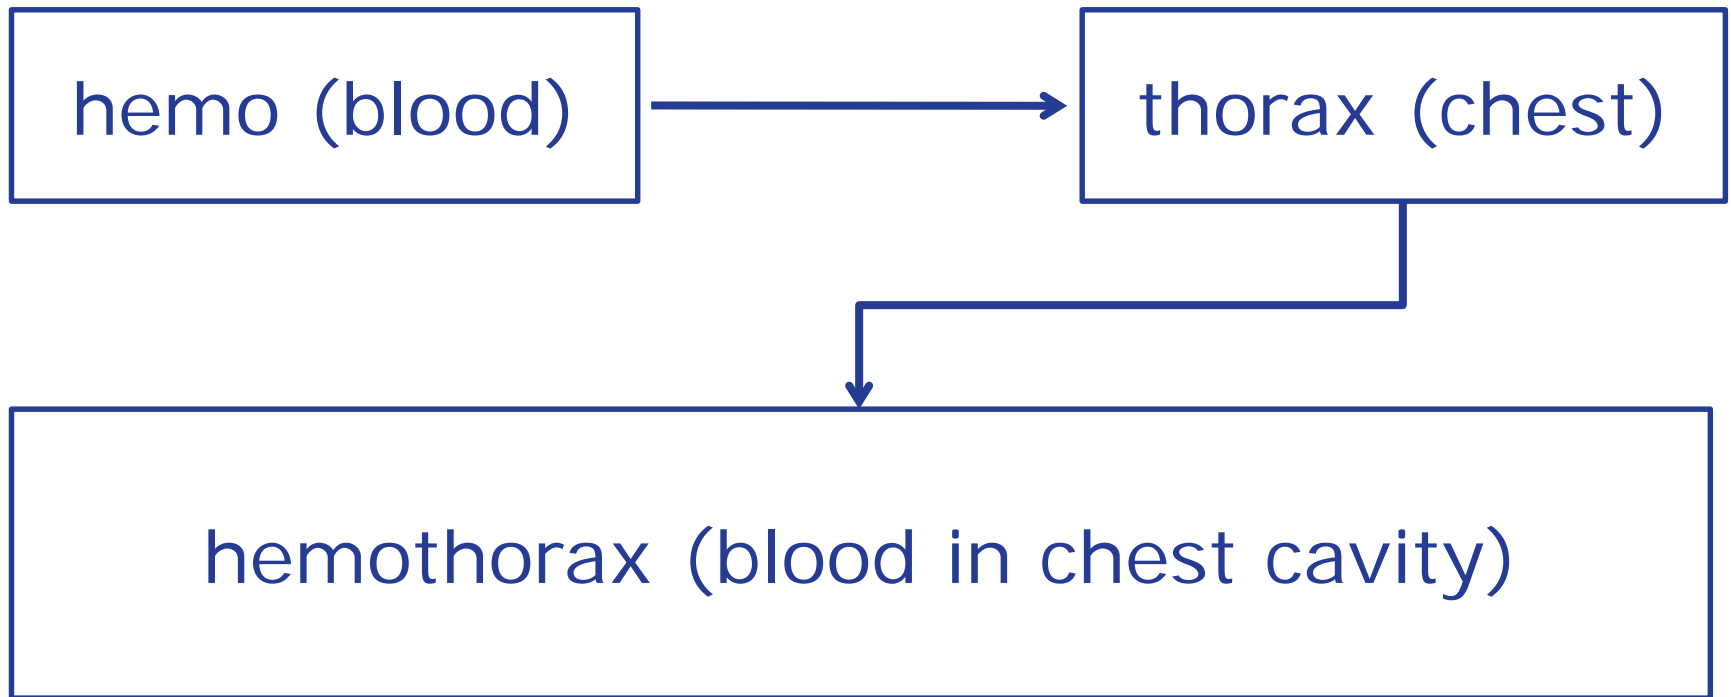 hemo (blood)
thorax (chest)
hemothorax (blood in chest cavity)